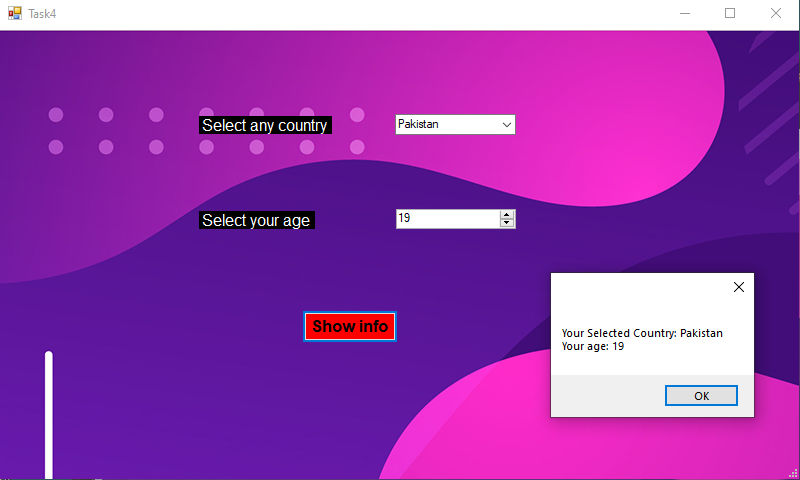 Task4
Select any country
Pakistan
Select your age
19
Show info
Your Selected Country: Pakistan
Your age: 19
OK